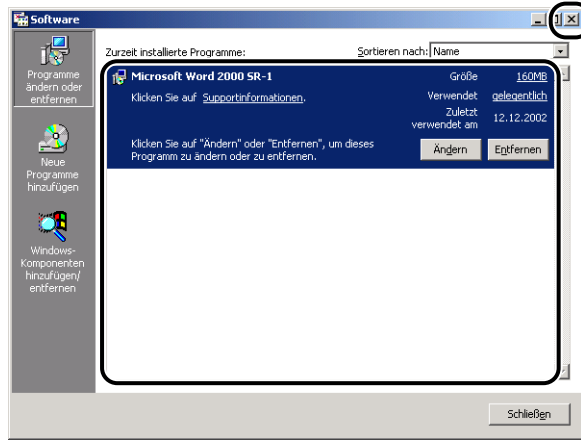 Software
Programme
ändern oder
entfernen
Neue
Programme
hinzufügen
Windows-
Komponenten
hinzufügen/
entfernen
Zurzeit installierte Programme:
Sortieren nach: Name
Microsoft Word 2000 SR-1
Größe 160MB
Klicken Sie auf Supportinformationen.
Verwendet gelegentlich
Zuletzt
verwendet am 12.12.2002
Klicken Sie auf "Ändern" oder "Entfernen", um dieses
Programm zu ändern oder zu entfernen.
Ändern
Entfernen
Schließen